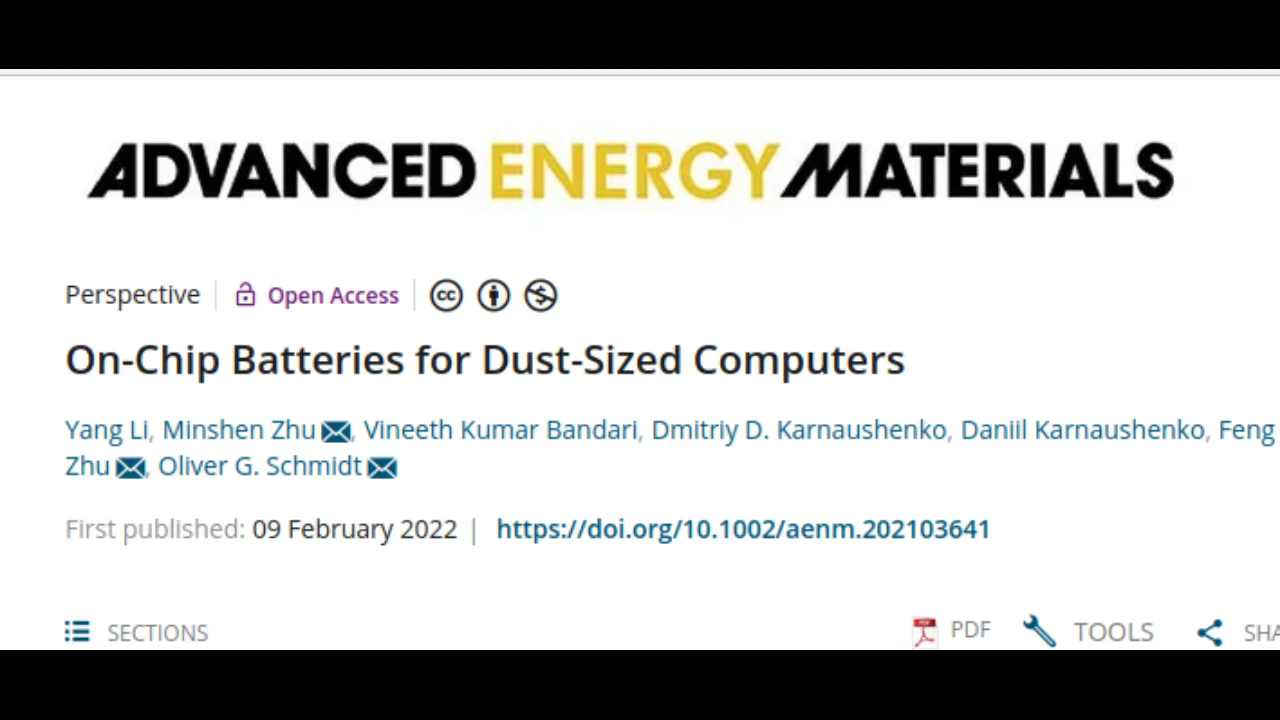 ADVANCED ENERGY MATERIALS
Perspective Open Access
On-Chip Batteries for Dust-Sized Computers
Yang Li, Minshen Zhu, Vineeth Kumar Bandari, Dmitriy D. Karnaushenko, Daniil Karnaushenko, Feng
Zhu, Oliver G. Schmidt
First published: 09 February 2022 | https://doi.org/10.1002/aenm.202103641
SECTIONS PDF TOOLS SHA